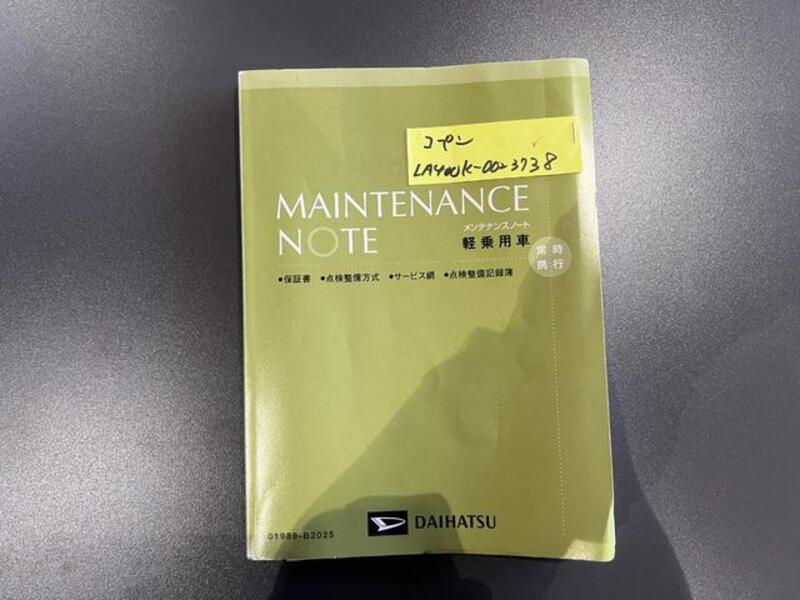 コペン
LA400K-0023738
MAINTENANCE
NOTE
メンテナンスノート
軽乗用車
常時
携行
●保証書 ●点検整備方式 ●サービス網 ●点検整備記録簿
DAIHATSU
01989-B2025